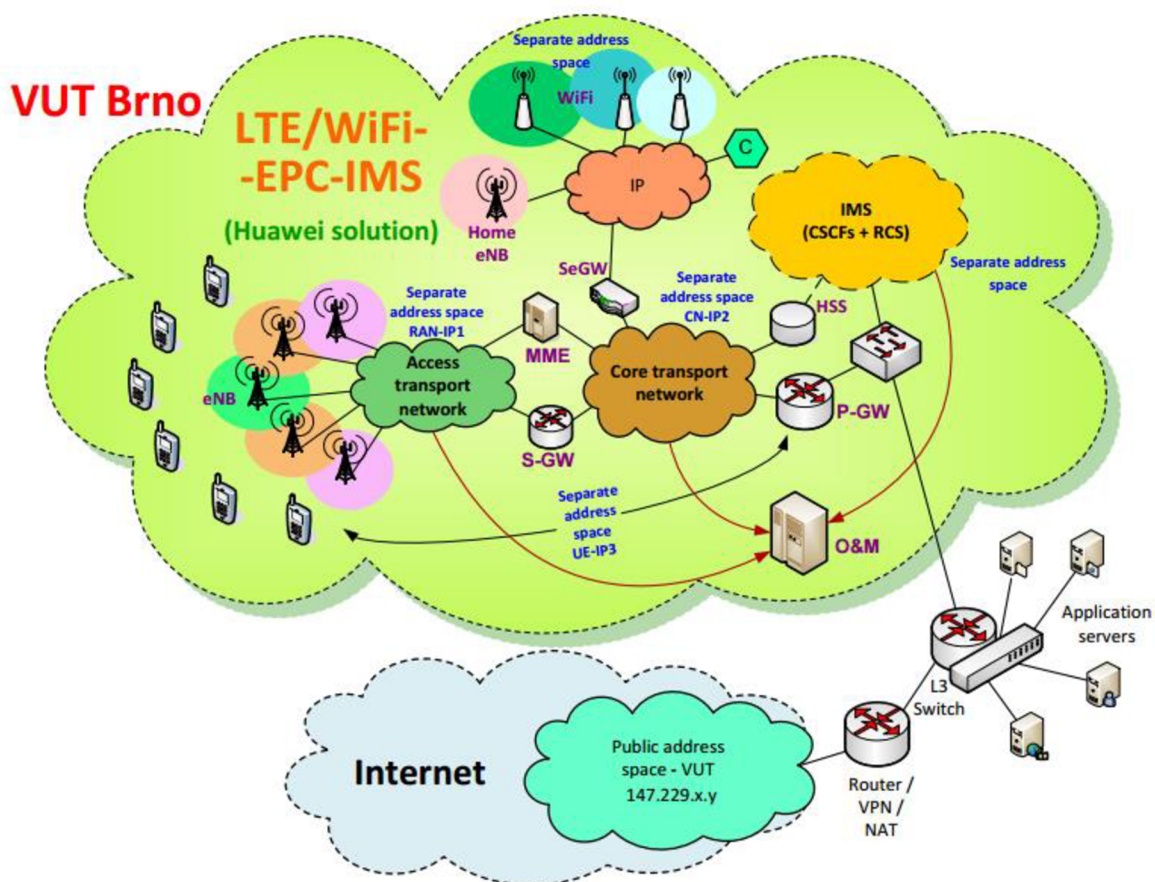 VUT Brno
LTE/WiFi-
-EPC-IMS
(Huawei solution)
Separate address
space
WiFi
C
IP
Home
eNB
SeGW
IMS
(CSCFs + RCS)
Separate address
space
Separate
address space
RAN-IP1
Separate
address space
CN-IP2
HSS
MME
Access
transport
network
Core transport
network
eNB
P-GW
S-GW
Separate
address
space
UE-IP3
O&M
Application
servers
L3
Switch
Internet
Public address
space - VUT
147.229.x.y
Router /
VPN /
NAT